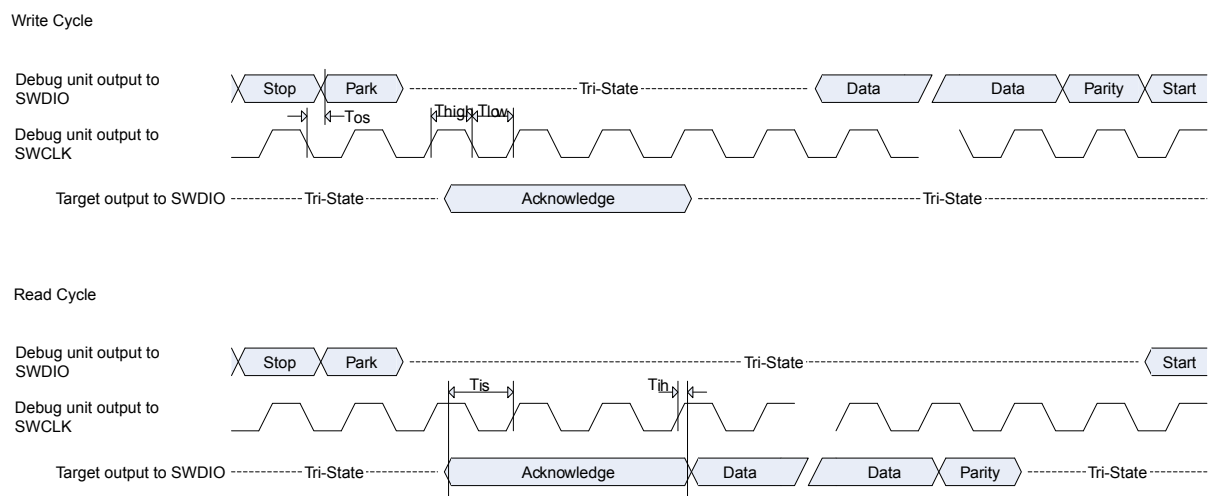 Write Cycle
Debug unit output to
SWDIO
Stop Park Tri-State Data Data Parity Start
Tos Thigh Tlow
Debug unit output to
SWCLK
Target output to SWDIO Tri-State Acknowledge Tri-State
Read Cycle
Debug unit output to
SWDIO
Stop Park Tri-State Start
Tis Tih
Debug unit output to
SWCLK
Target output to SWDIO Tri-State Acknowledge Data Data Parity Tri-State